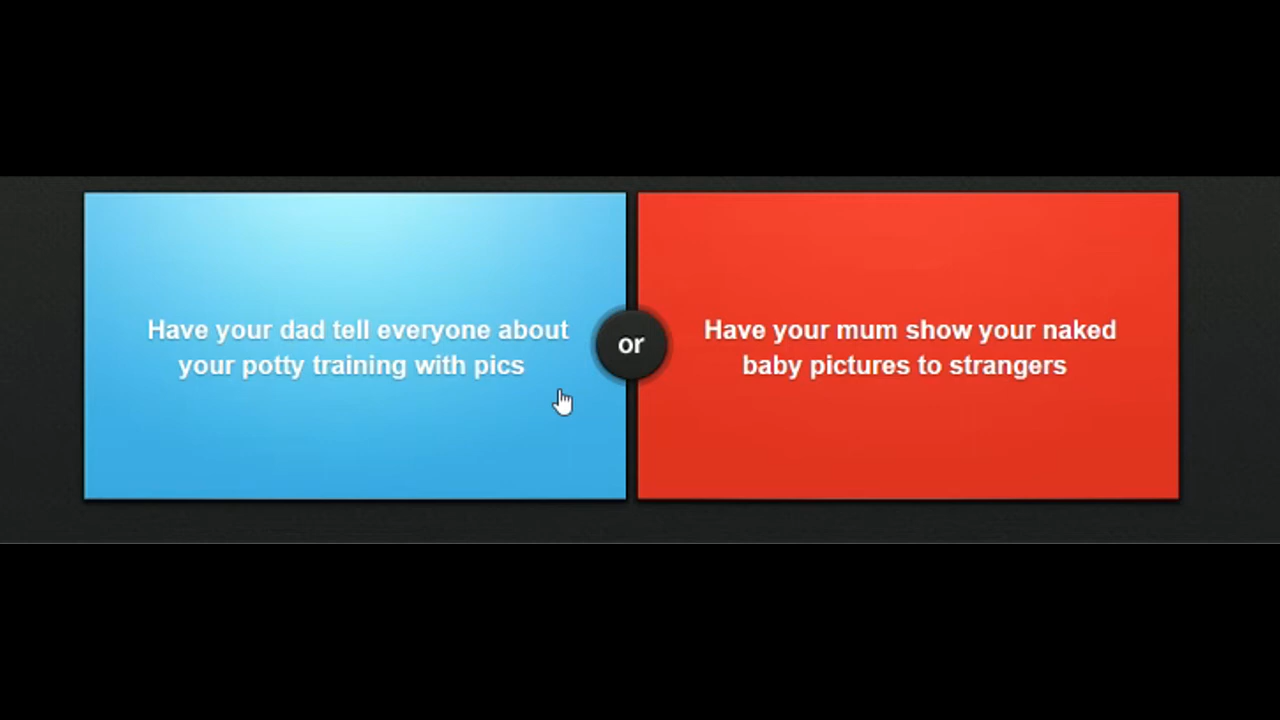 Have your dad tell everyone about
your potty training with pics
or
Have your mum show your naked
baby pictures to strangers